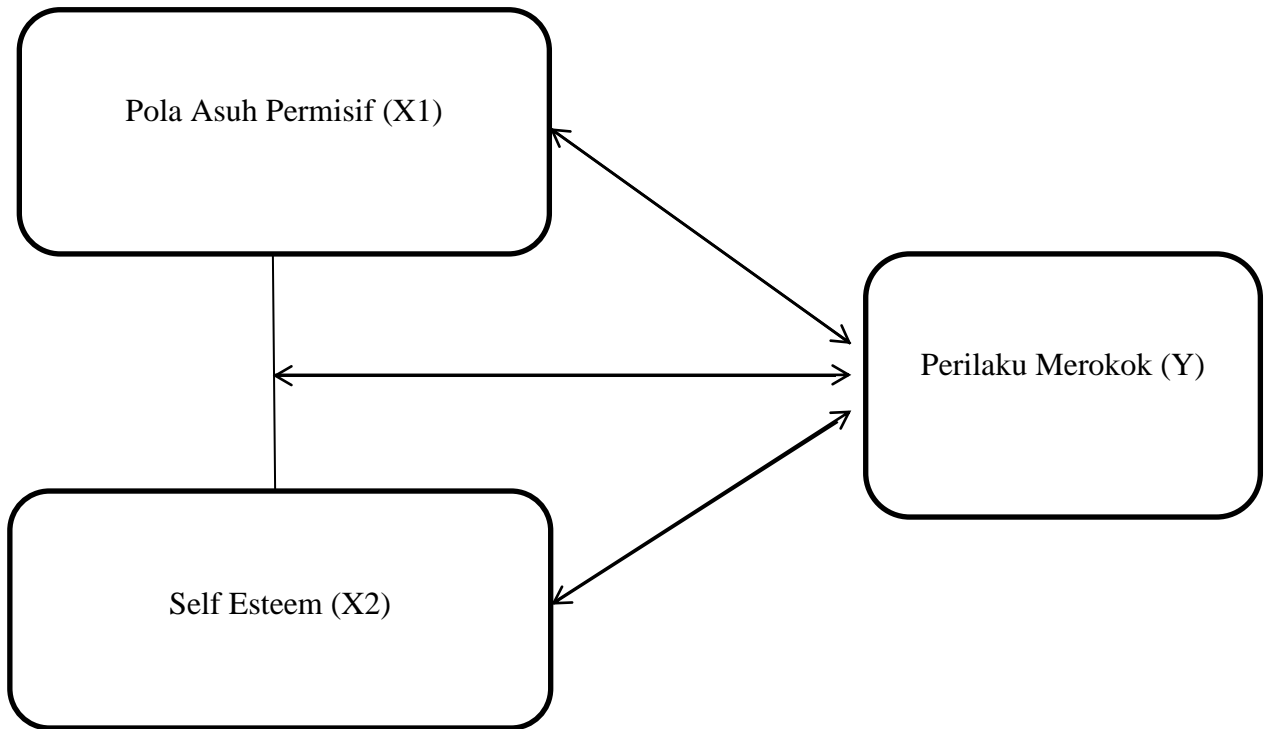 Pola Asuh Permisif (X1)
Perilaku Merokok (Y)
Self Esteem (X2)